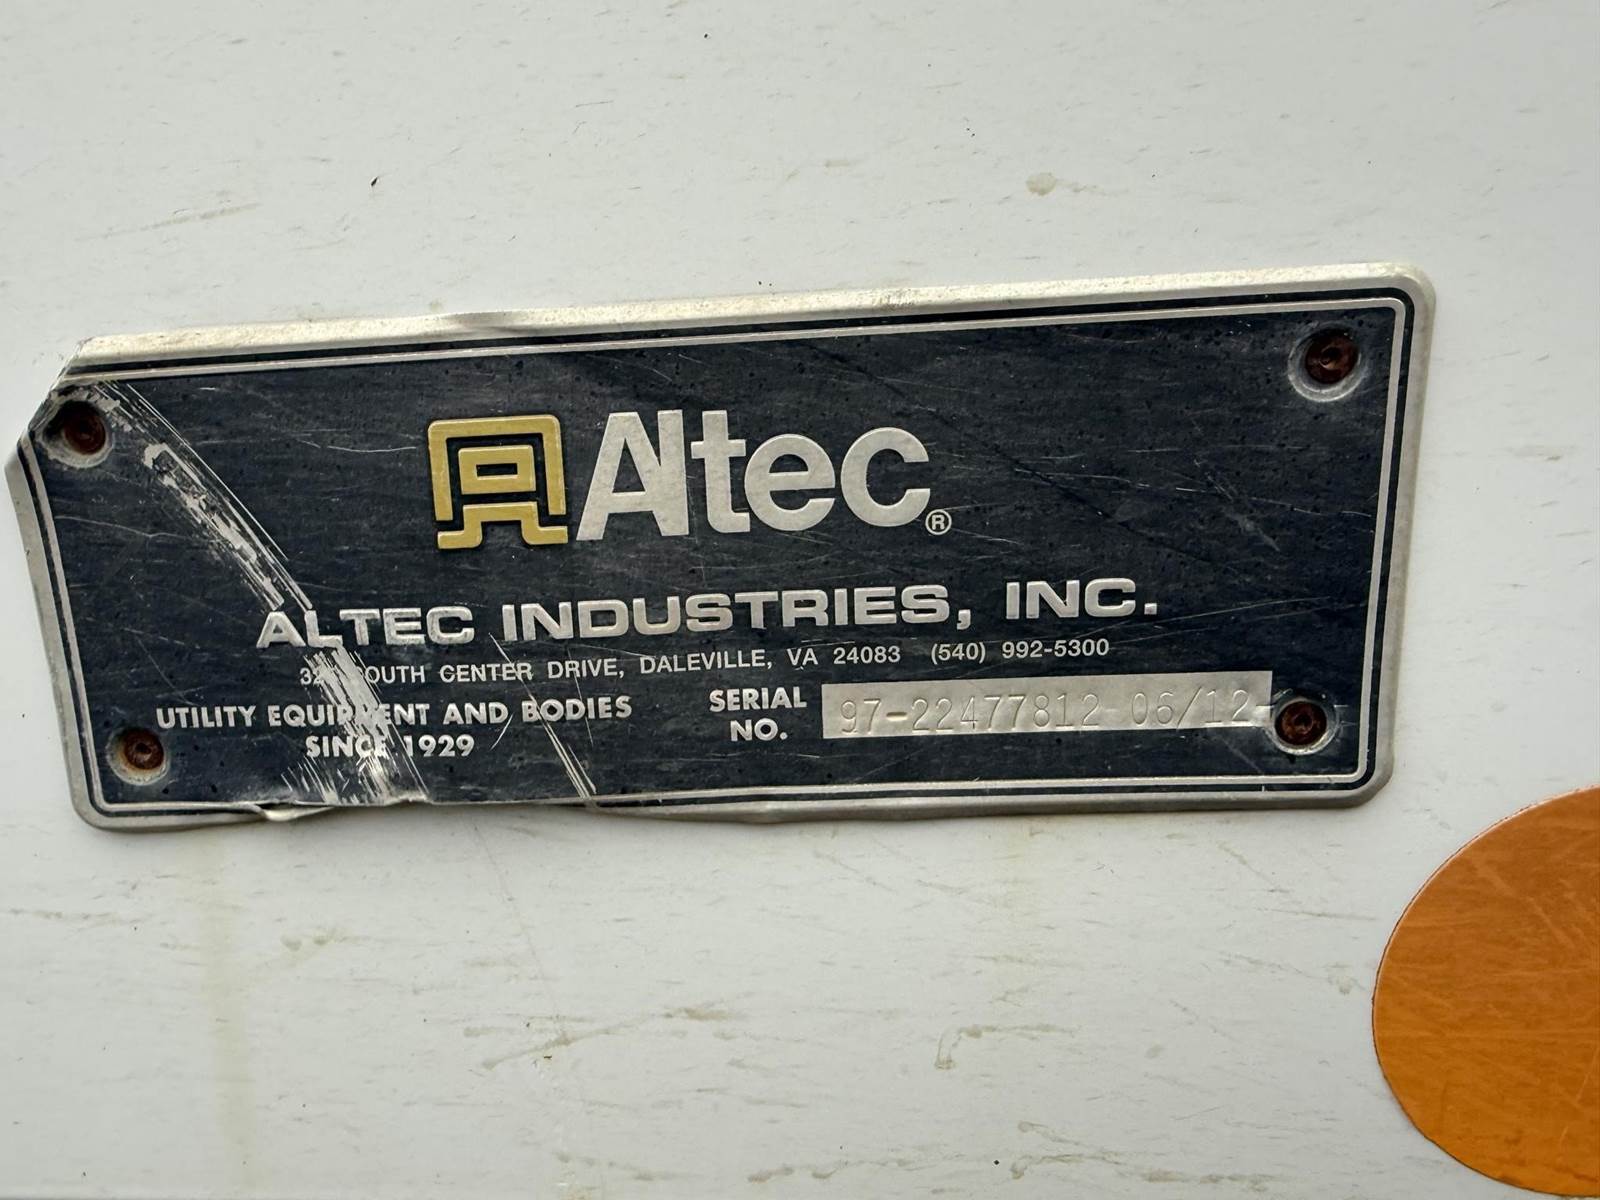 Altec®
ALTEC INDUSTRIES, INC.
SOUTH CENTER DRIVE, DALEVILLE, VA 24083 (540) 992-5300
UTILITY EQUIPMENT AND BODIES
SINCE 1929
SERIAL
NO.
97-22477812 06/12